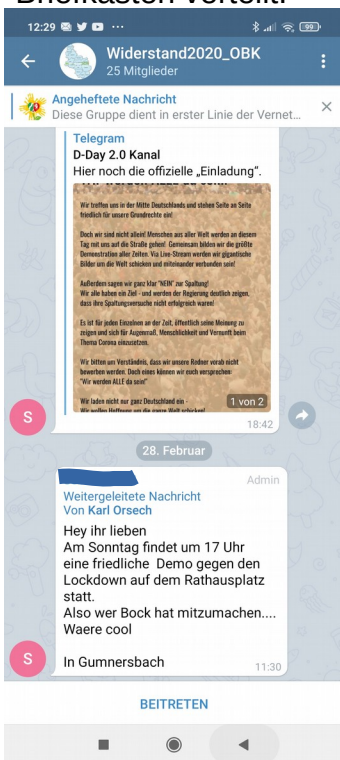 Briefkästen verteilt.
12:29
99
Widerstand2020_OBK
25 Mitglieder
Angeheftete Nachricht
Diese Gruppe dient in erster Linie der Vernet...
Telegram
D-Day 2.0 Kanal
Hier noch die offizielle „Einladung“.
Wir treffen uns in der Mitte Deutschlands und stehen Seite an Seite
friedlich für unsere Grundrechte ein!
Doch wir sind nicht allein! Menschen aus aller Welt werden an diesem
Tag mit uns auf die Straße gehen! Gemeinsam bilden wir die größte
Demonstration aller Zeiten. Via Live-Stream werden wir gigantische
Bilder um die Welt schicken und miteinander verbunden sein!
Außerdem sagen wir ganz klar "NEIN" zur Spaltung!
Wir alle haben ein Ziel - und werden der Regierung deutlich zeigen,
dass ihre Spaltungsversuche nicht erfolgreich waren!
Es ist für jeden Einzelnen an der Zeit, öffentlich seine Meinung zu
zeigen und sich für Augenmaß, Menschlichkeit und Vernunft beim
Thema Corona einzusetzen.
Wir bitten um Verständnis, dass wir unsere Redner vorab nicht
bewerben werden. Doch eines können wir euch versprechen:
"Wir werden ALLE da sein"
Wir laden nicht nur ganz Deutschland ein -
Wir wollen Hoffnung um die ganze Welt schicken!
1 von 2
S
18:42
28. Februar
Admin
Weitergeleitete Nachricht
Von Karl Orsech
Hey ihr lieben
Am Sonntag findet um 17 Uhr
eine friedliche Demo gegen den
Lockdown auf dem Rathausplatz
statt.
Also wer Bock hat mitzumachen....
Waere cool
In Gumnersbach
11:30
S
BEITRETEN